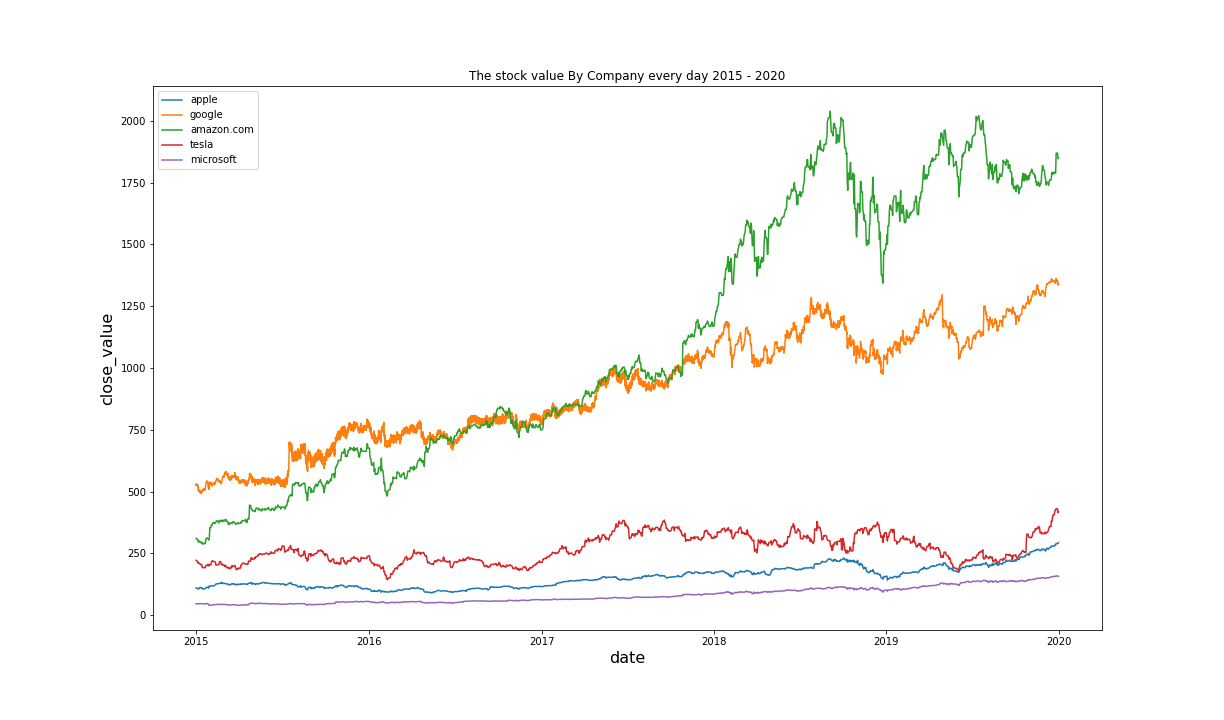 The stock value By Company every day 2015 - 2020
apple
google
amazon.com
tesla
microsoft
2000
1750
1500
1250
1000
750
500
250
0
close_value
2015 2016 2017 2018 2019 2020
date